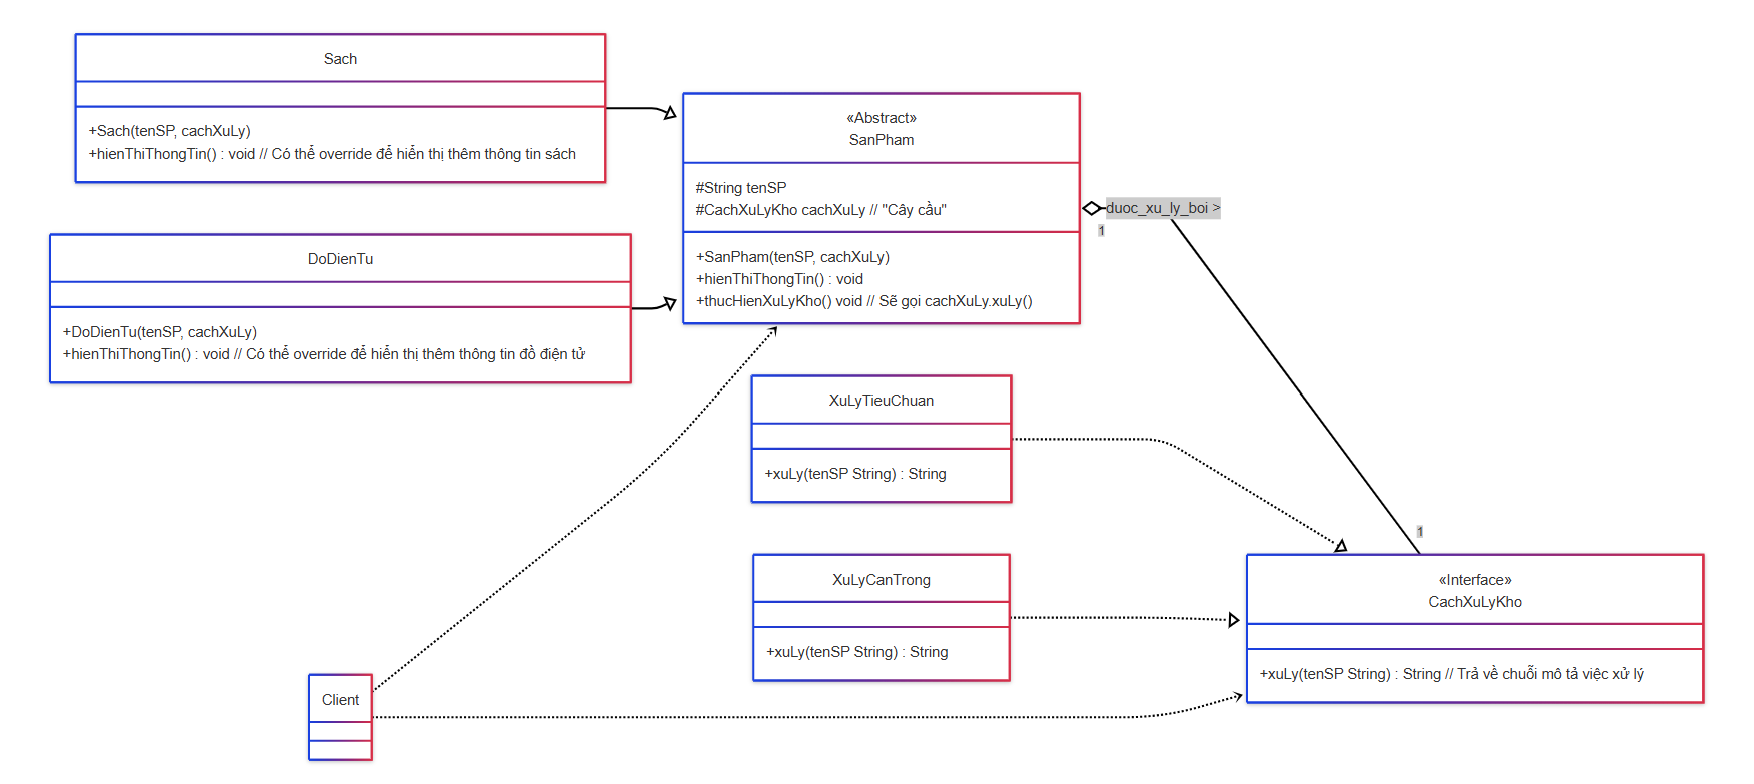 Sach
+Sach(tenSP, cachXuLy)
+hienThiThongTin() : void // Có thể override để hiển thị thêm thông tin sách
DoDienTu
+DoDienTu(tenSP, cachXuLy)
+hienThiThongTin() : void // Có thể override để hiển thị thêm thông tin đồ điện tử
«Abstract»
SanPham
#String tenSP
#CachXuLyKho cachXuLy // "Cây cầu"
+SanPham(tenSP, cachXuLy)
+hienThiThongTin() : void
+thucHienXuLyKho() void // Sẽ gọi cachXuLy.xuLy()
duoc_xu_ly_boi >
1
XuLyTieuChuan
+xuLy(tenSP String) : String
XuLyCanTrong
+xuLy(tenSP String) : String
1
«Interface»
CachXuLyKho
+xuLy(tenSP String) : String // Trả về chuỗi mô tả việc xử lý
Client